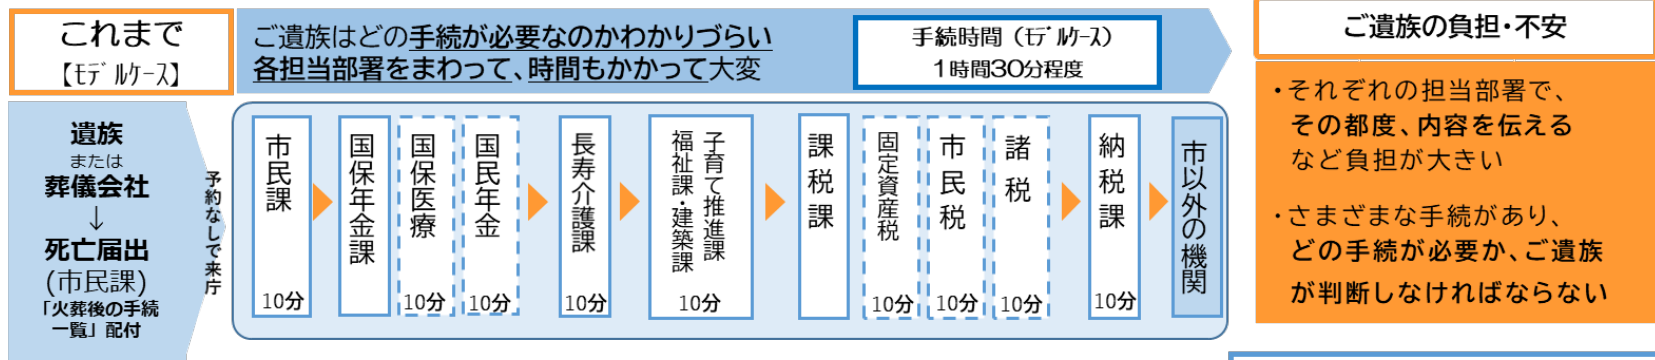 これまで
【モデルケース】
ご遺族はどの手続が必要なのかわかりづらい
各担当部署をまわって、時間もかかって大変
手続時間（モデルケース）
1時間30分程度
ご遺族の負担・不安
・それぞれの担当部署で、
その都度、内容を伝える
など負担が大きい
・さまざまな手続があり、
どの手続が必要か、ご遺族
が判断しなければならない
遺族
または
葬儀会社
↓
死亡届出
(市民課)
「火葬後の手続
一覧」配付
予約なしで来庁
市民課
10分
国保年金課
国保医療
10分
国民年金
10分
長寿介護課
10分
子育て推進課
福祉課・建築課
10分
課税課
固定資産税
10分
市民税
10分
諸税
10分
納税課
10分
市以外の機関